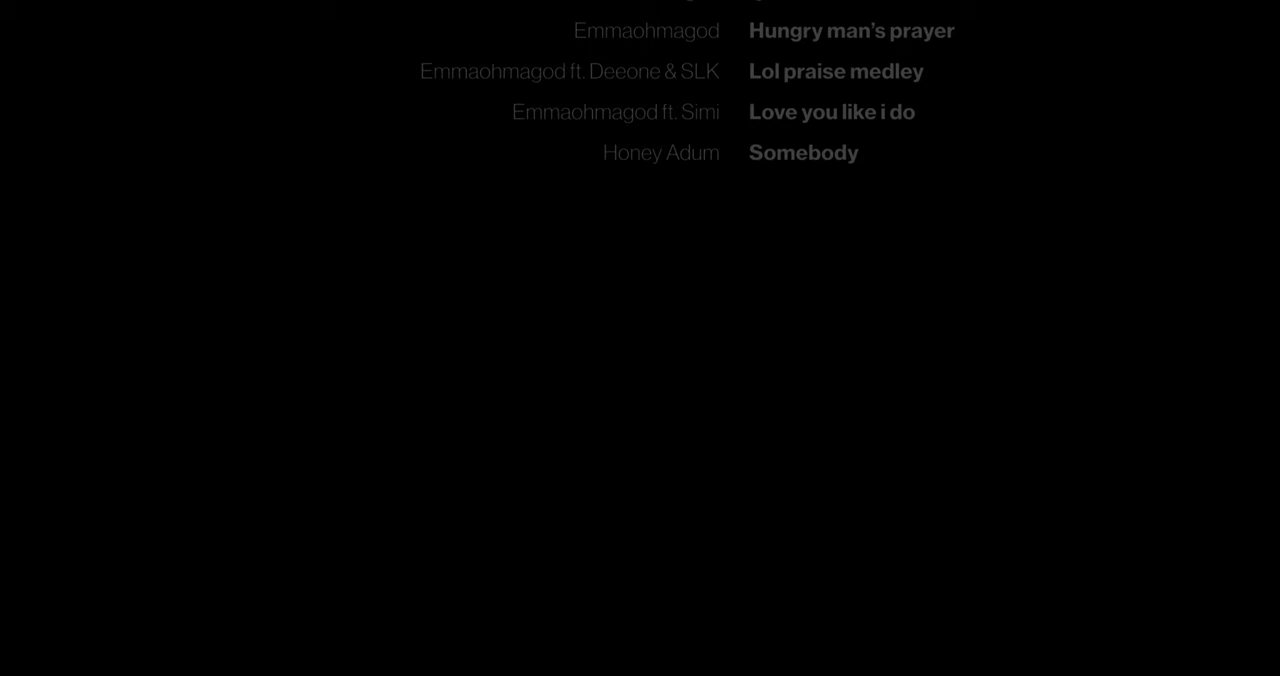 Emmaohmagod Hungry man’s prayer
Emmaohmagod ft. Deeone & SLK Lol praise medley
Emmaohmagod ft. Simi Love you like i do
Honey Adum Somebody